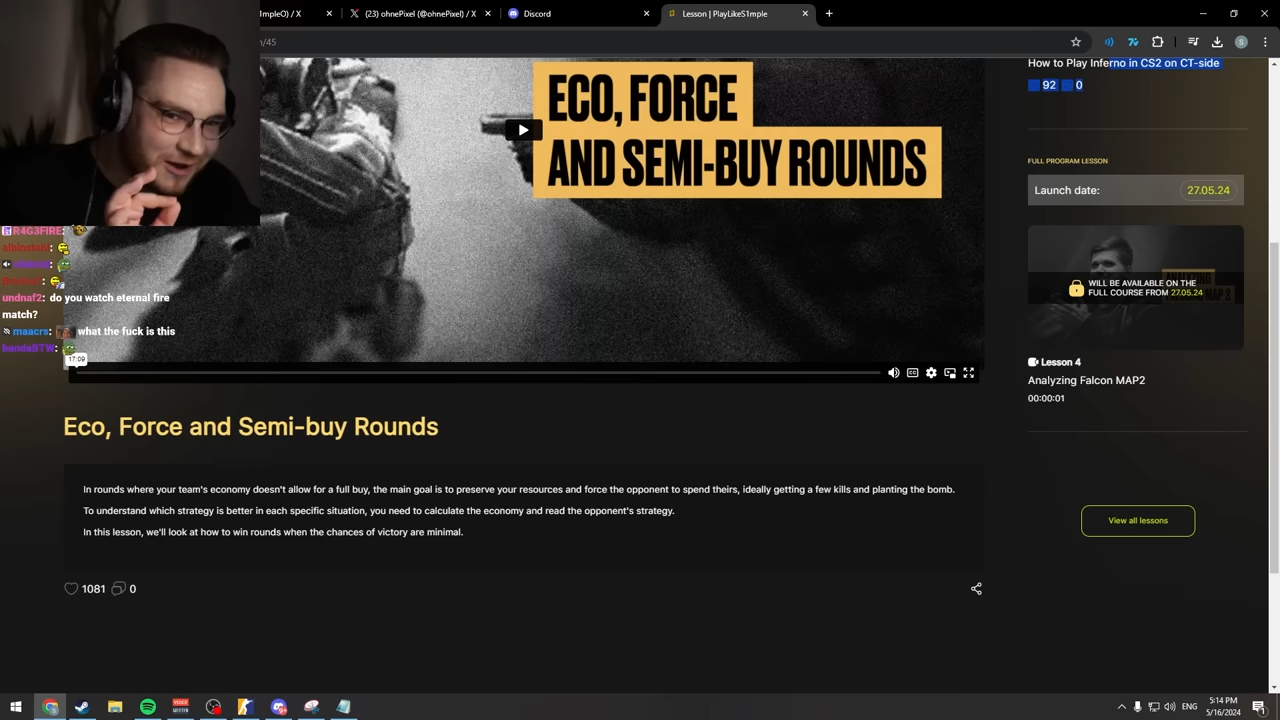 1mpleO) / X
(23) ohnePixel (@ohnePixel) / X
Discord
Lesson | PlayLikeS1mple
/45
ECO, FORCE
AND SEMI-BUY ROUNDS
How to Play Inferno in CS2 on CT-side
92 0
FULL PROGRAM LESSON
Launch date: 27.05.24
WILL BE AVAILABLE ON THE
FULL COURSE FROM 27.05.24
Lesson 4
Analyzing Falcon MAP2
00:00:01
View all lessons
R4G3FIRE:
albinstshi:
undnaf2: do you watch eternal fire
match?
maacrs: what the fuck is this
bandaBTW:
17:09
CC
Eco, Force and Semi-buy Rounds
In rounds where your team's economy doesn't allow for a full buy, the main goal is to preserve your resources and force the opponent to spend theirs, ideally getting a few kills and planting the bomb.
To understand which strategy is better in each specific situation, you need to calculate the economy and read the opponent's strategy.
In this lesson, we'll look at how to win rounds when the chances of victory are minimal.
1081 0
ENG
5:14 PM
5/16/2024